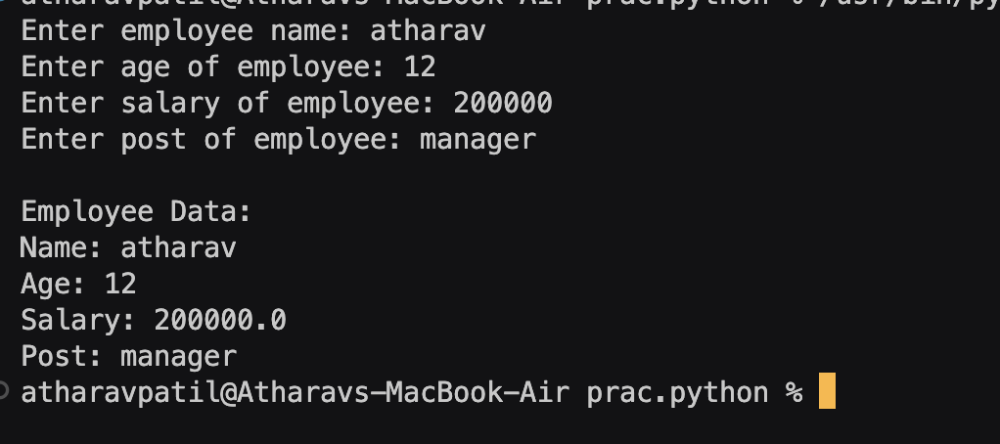 atharavpatil@Atharavs-MacBook-Air prac.python % /usr/bin/py
Enter employee name: atharav
Enter age of employee: 12
Enter salary of employee: 200000
Enter post of employee: manager
Employee Data:
Name: atharav
Age: 12
Salary: 200000.0
Post: manager
atharavpatil@Atharavs-MacBook-Air prac.python %